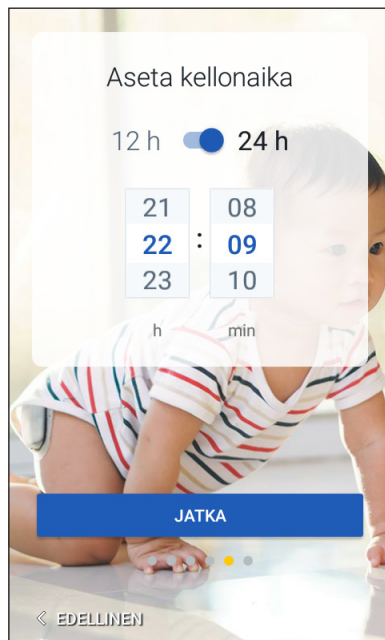 Aseta kellonaika
12 h 24 h
21 08
22 : 09
23 10
h min
JATKA
< EDELLINEN